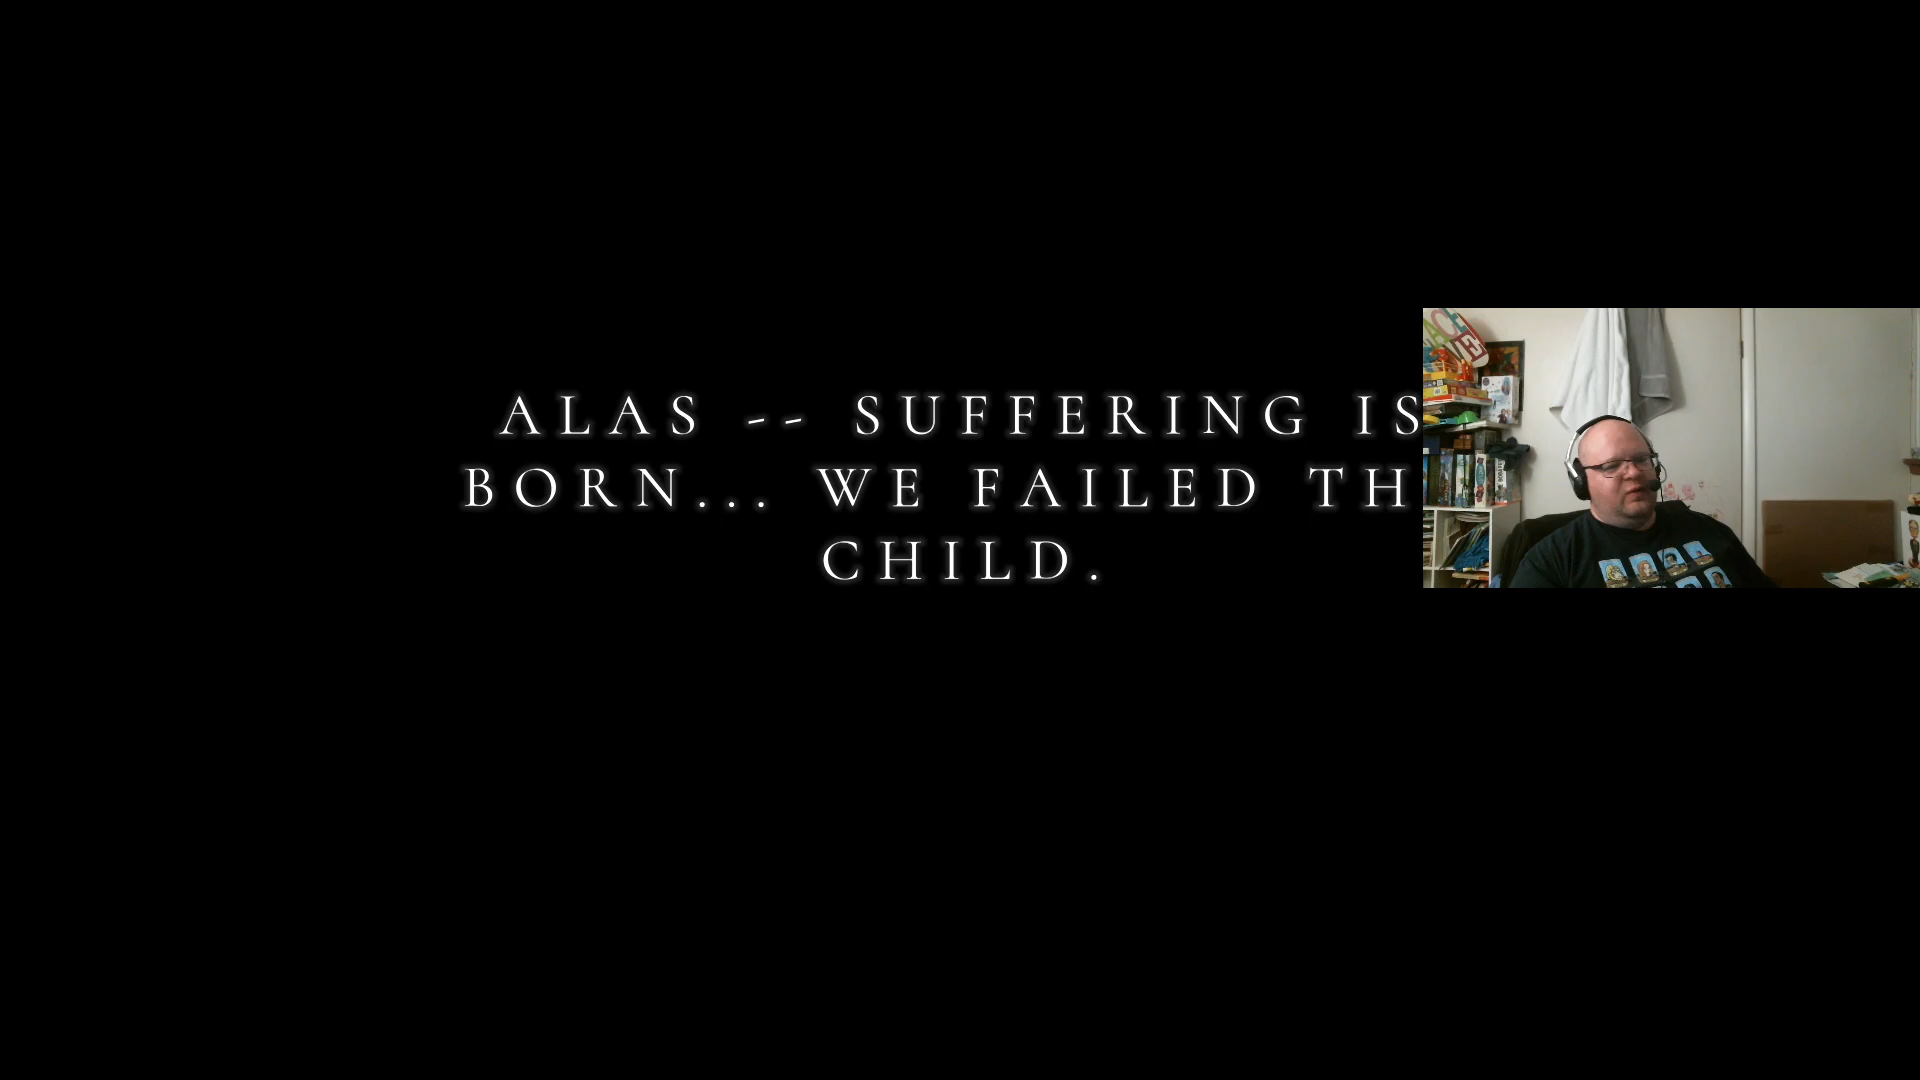 ALAS -- SUFFERING IS
BORN... WE FAILED TH
CHILD.